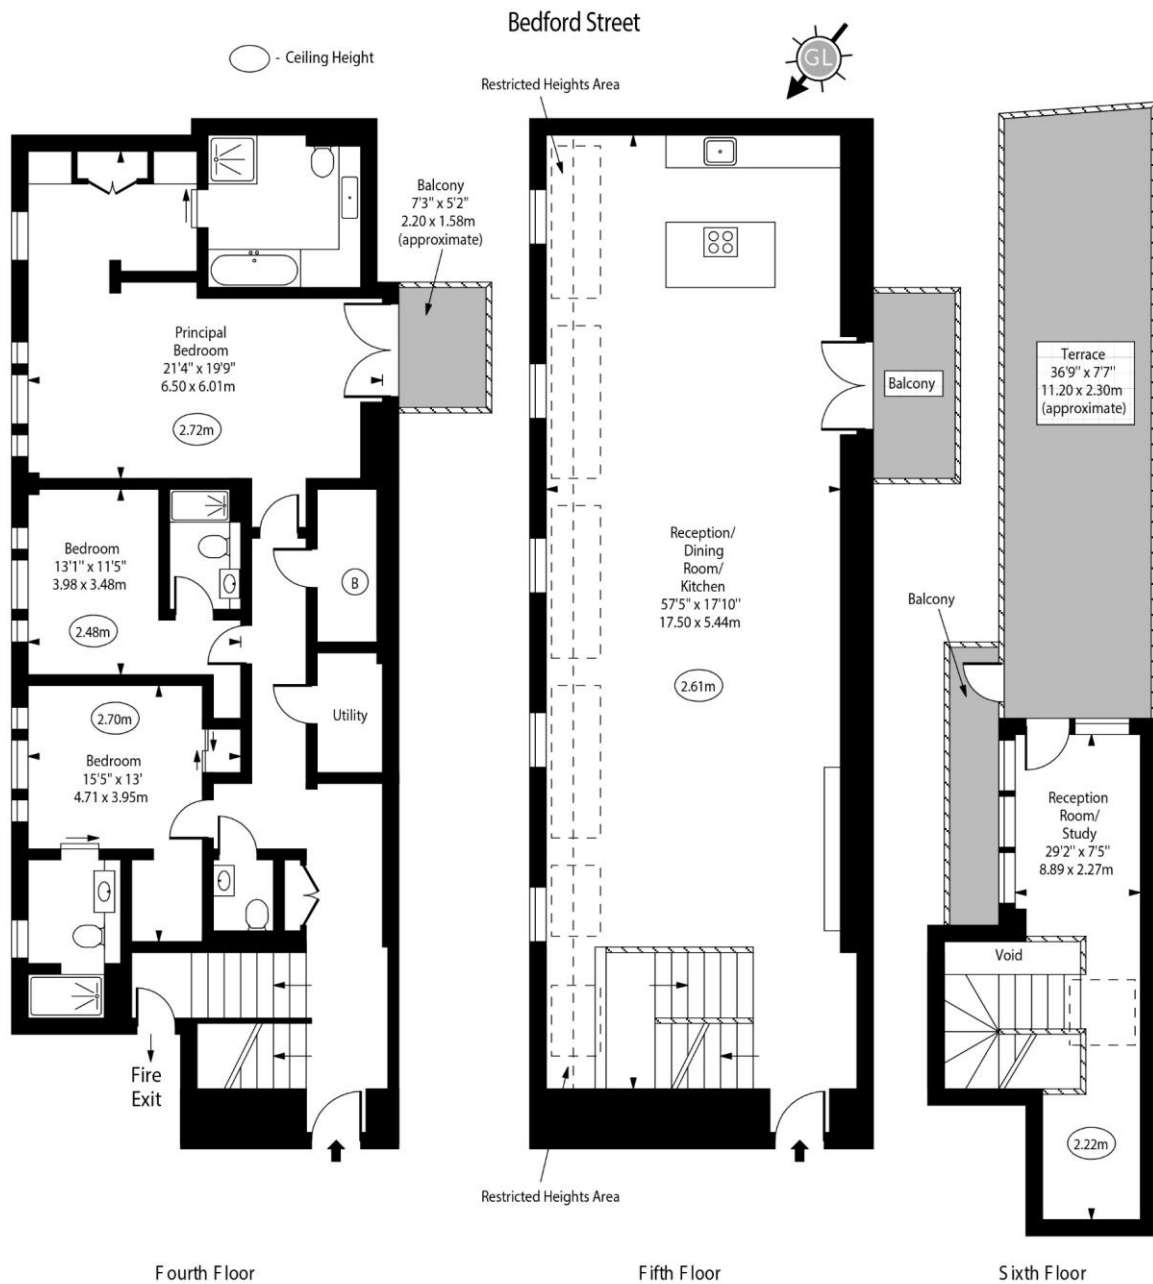 Bedford Street
- Ceiling Height
GL
Restricted Heights Area
Balcony
7'3" x 5'2"
2.20 x 1.58m
(approximate)
Principal
Bedroom
21'4" x 19'9"
6.50 x 6.01m
2.72m
Bedroom
13'1" x 11'5"
3.98 x 3.48m
2.48m
B
Utility
2.70m
Bedroom
15'5" x 13'
4.71 x 3.95m
Fire
Exit
Fourth Floor
Balcony
Reception/
Dining
Room/
Kitchen
57'5" x 17'10"
17.50 x 5.44m
2.61m
Restricted Heights Area
Fifth Floor
Terrace
36'9" x 7'7"
11.20 x 2.30m
(approximate)
Balcony
Reception
Room/
Study
29'2" x 7'5"
8.89 x 2.27m
Void
2.22m
Sixth Floor